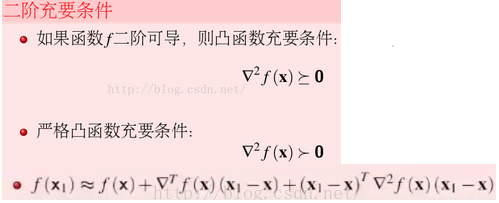 二阶充要条件
如果函数f二阶可导，则凸函数充要条件：
∇²f(x) ⪰ 0
http://blog.csdn.net/
严格凸函数充要条件：
∇²f(x) ≻ 0
f(x₁) ≈ f(x) + ∇ᵀf(x)(x₁ − x) + (x₁ − x)ᵀ ∇²f(x)(x₁ − x)
http://blog.csdn.net/